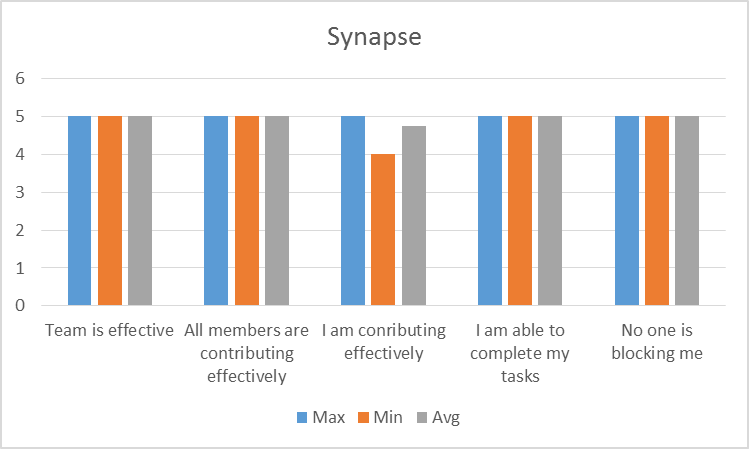 Synapse
6
5
4
3
2
1
0
Team is effective
All members are
contributing
effectively
I am conributing
effectively
I am able to
complete my
tasks
No one is
blocking me
Max
Min
Avg